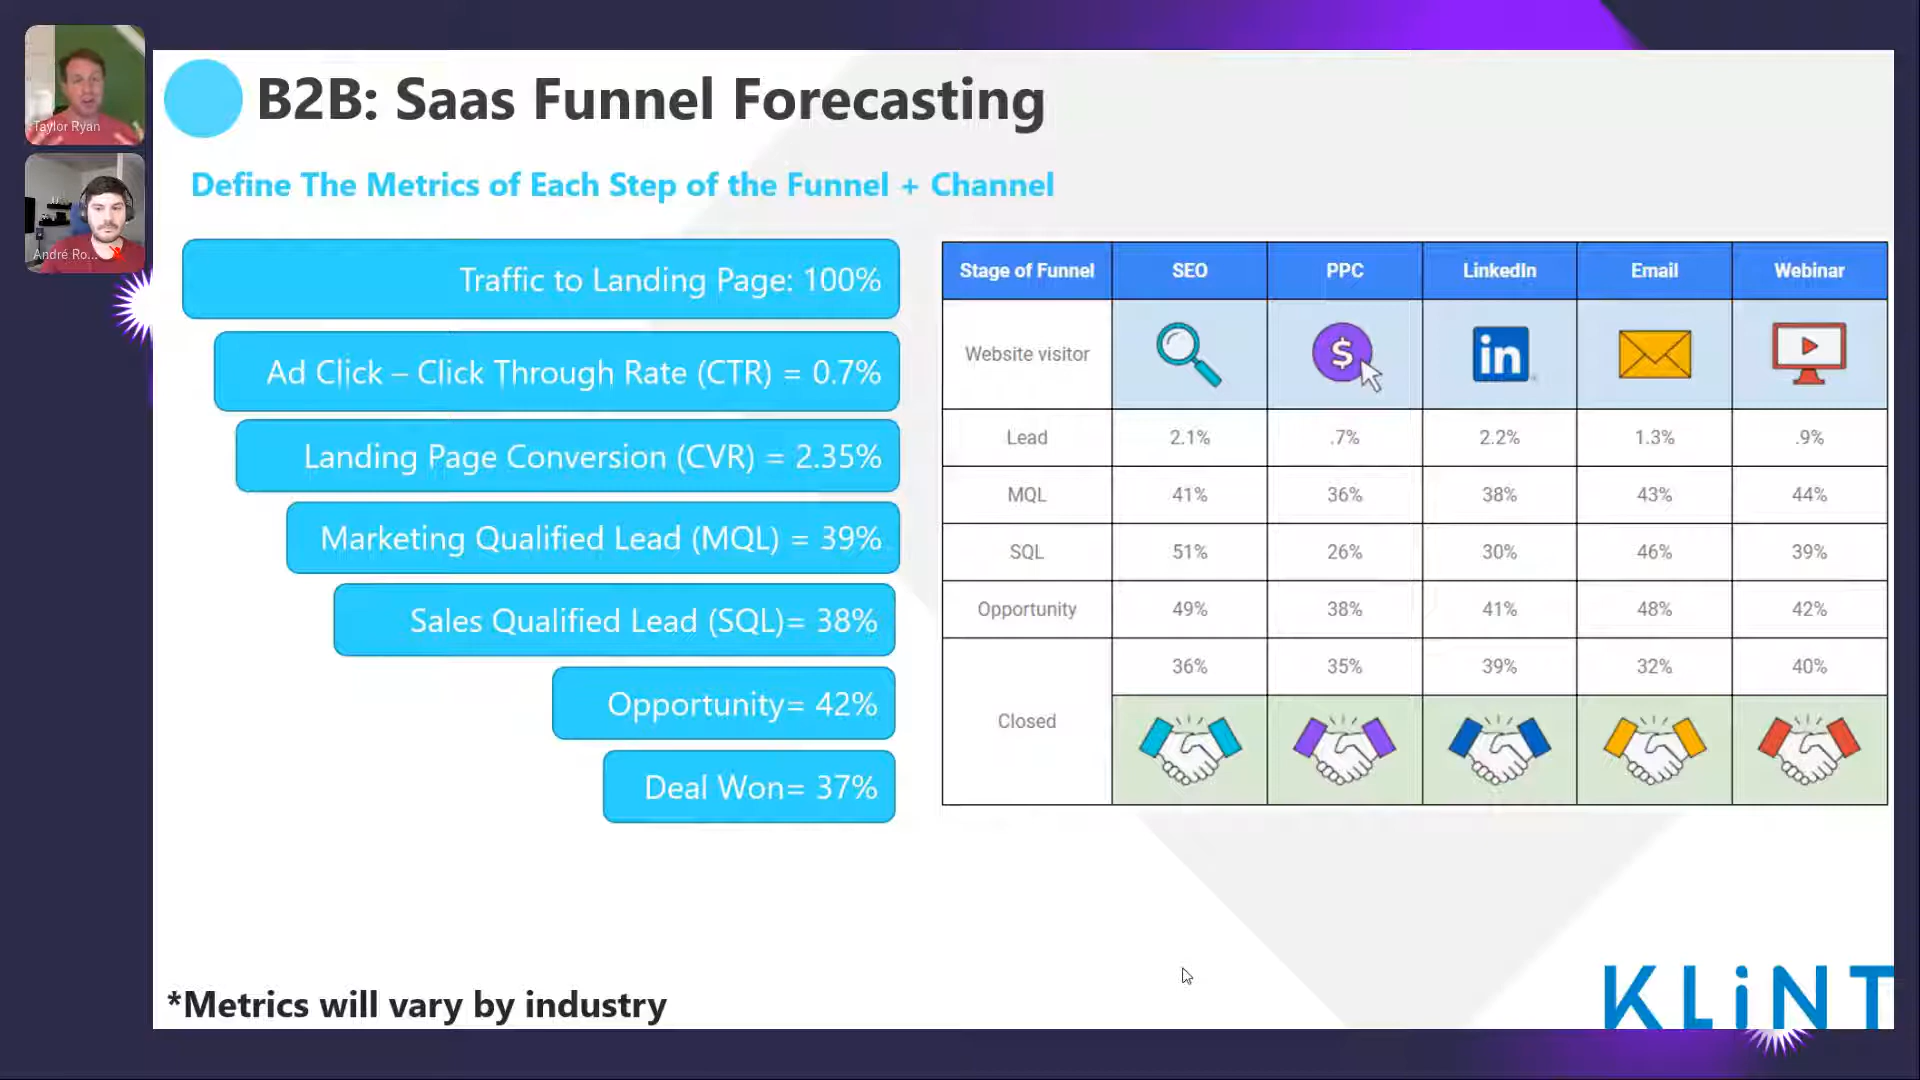 Taylor Ryan
André Ro...
B2B: Saas Funnel Forecasting
Define The Metrics of Each Step of the Funnel + Channel
Traffic to Landing Page: 100%
Ad Click – Click Through Rate (CTR) = 0.7%
Landing Page Conversion (CVR) = 2.35%
Marketing Qualified Lead (MQL) = 39%
Sales Qualified Lead (SQL)= 38%
Opportunity= 42%
Deal Won= 37%
Stage of Funnel SEO PPC LinkedIn Email Webinar
Website visitor $ in
Lead 2.1% .7% 2.2% 1.3% .9%
MQL 41% 36% 38% 43% 44%
SQL 51% 26% 30% 46% 39%
Opportunity 49% 38% 41% 48% 42%
Closed 36% 35% 39% 32% 40%
*Metrics will vary by industry
KLiNT